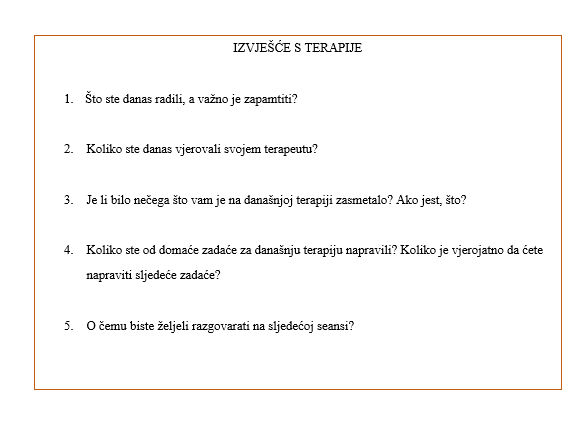 IZVJEŠĆE S TERAPIJE
1. Što ste danas radili, a važno je zapamtiti?
2. Koliko ste danas vjerovali svojem terapeutu?
3. Je li bilo nečega što vam je na današnjoj terapiji zasmetalo? Ako jest, što?
4. Koliko ste od domaće zadaće za današnju terapiju napravili? Koliko je vjerojatno da ćete
napraviti sljedeće zadaće?
5. O čemu biste željeli razgovarati na sljedećoj seansi?